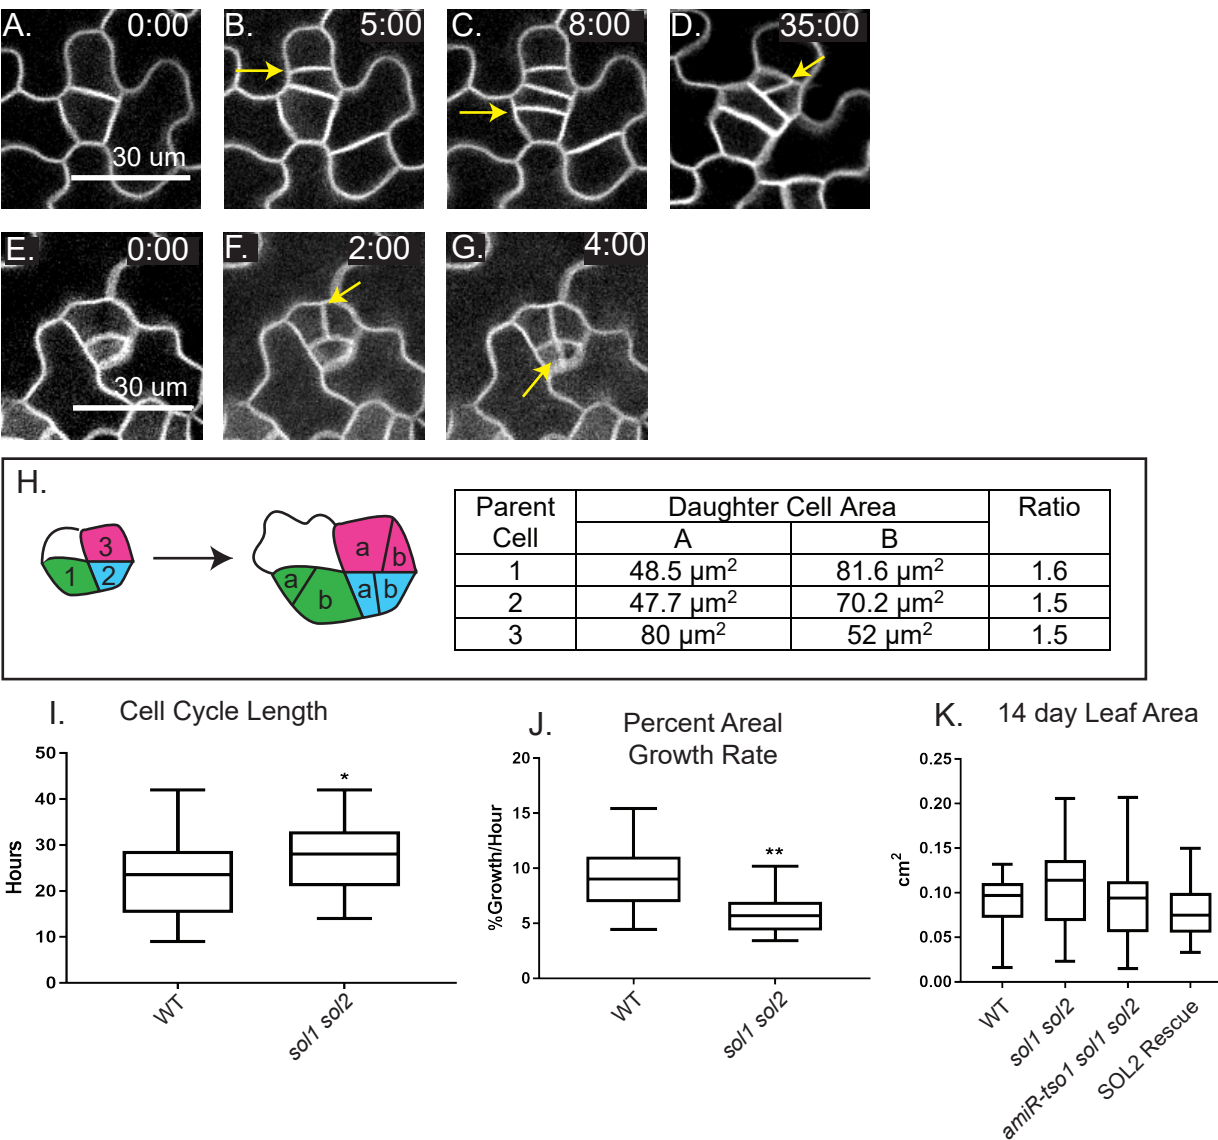 A. 0:00
B. 5:00
C. 8:00
D. 35:00
30 um
E. 0:00
F. 2:00
G. 4:00
30 um
H.
3
1 2
a b
a b a b
Parent Cell Daughter Cell Area Ratio
A B
1 48.5 µm² 81.6 µm² 1.6
2 47.7 µm² 70.2 µm² 1.5
3 80 µm² 52 µm² 1.5
I. Cell Cycle Length
50
40
30
20
10
0
Hours
*
WT
sol1 sol2
J. Percent Areal
Growth Rate
20
15
10
5
0
%Growth/Hour
**
WT
sol1 sol2
K. 14 day Leaf Area
0.25
0.20
0.15
0.10
0.05
0.00
cm²
WT
sol1 sol2
amiR-tso1 sol1 sol2
SOL2 Rescue